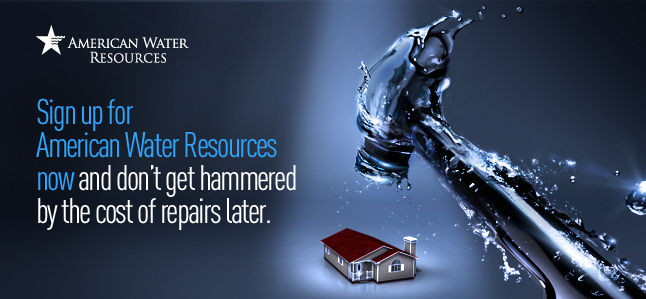 AMERICAN WATER
RESOURCES
Sign up for
American Water Resources
now and don't get hammered
by the cost of repairs later.